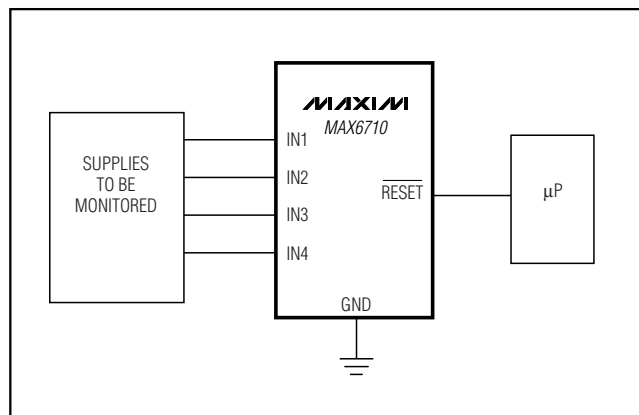 MAXIM
MAX6710
SUPPLIES
TO BE
MONITORED
IN1
IN2
IN3
IN4
RESET
GND
μP